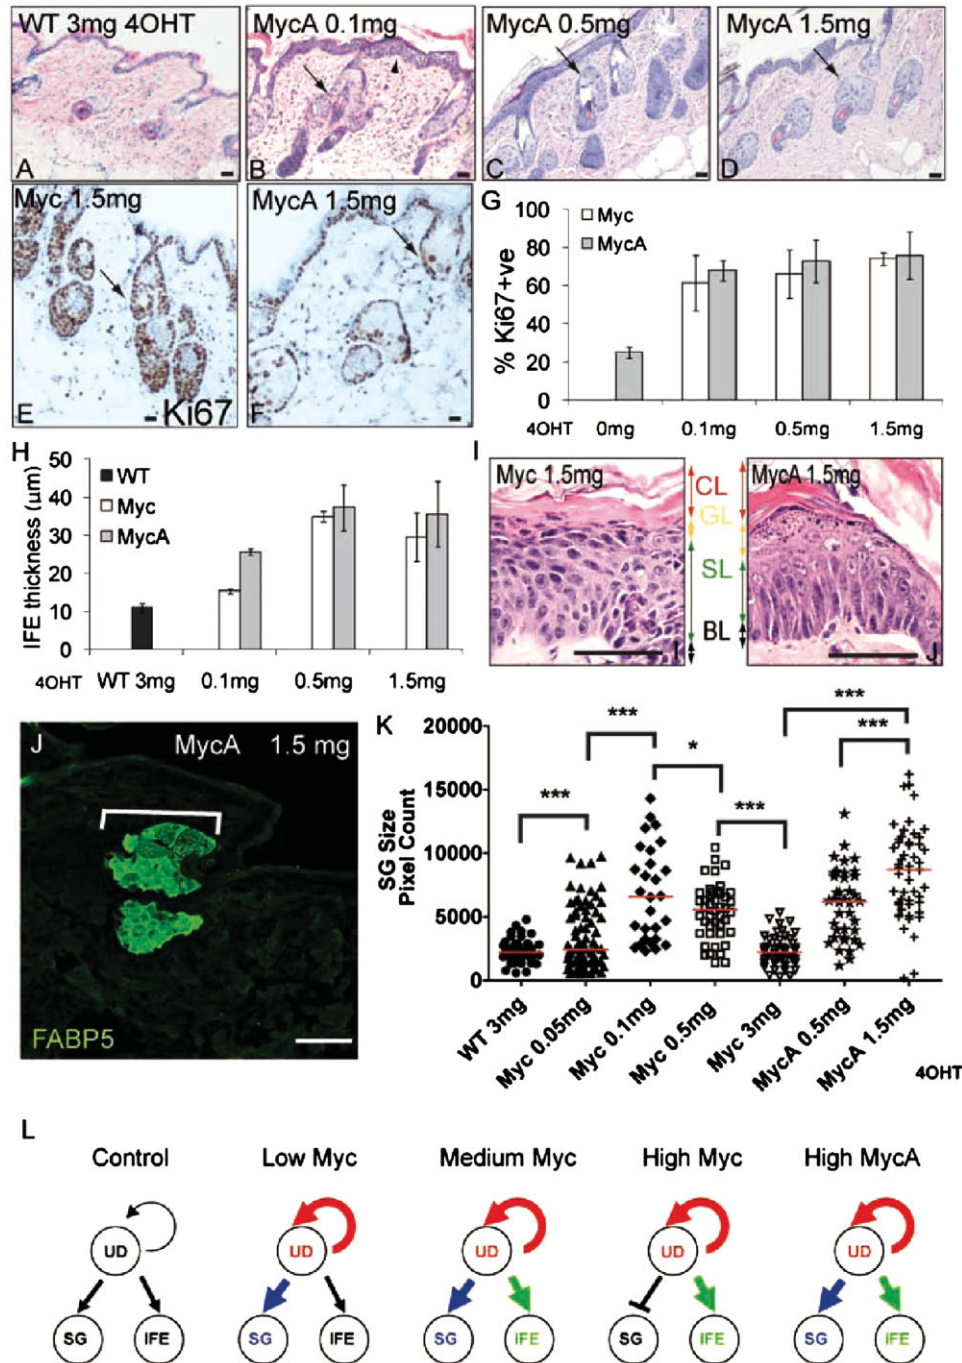 WT 3mg 4OHT
MycA 0.1mg
MycA 0.5mg
MycA 1.5mg
A
B
C
D
Myc 1.5mg
MycA 1.5mg
E
Ki67
F
G
% Ki67+ve
100
80
60
40
20
0
Myc
MycA
4OHT 0mg 0.1mg 0.5mg 1.5mg
H
IFE thickness (µm)
50
40
30
20
10
0
WT
Myc
MycA
4OHT WT 3mg 0.1mg 0.5mg 1.5mg
I
Myc 1.5mg
CL
GL
SL
BL
MycA 1.5mg
I
J
J
MycA 1.5 mg
FABP5
K
SG Size
Pixel Count
20000
15000
10000
5000
0
***
***
*
***
***
***
WT 3mg
Myc 0.05mg
Myc 0.1mg
Myc 0.5mg
Myc 3mg
MycA 0.5mg
MycA 1.5mg
4OHT
L
Control Low Myc Medium Myc High Myc High MycA
UD UD UD UD UD
SG IFE SG IFE SG IFE SG IFE SG IFE